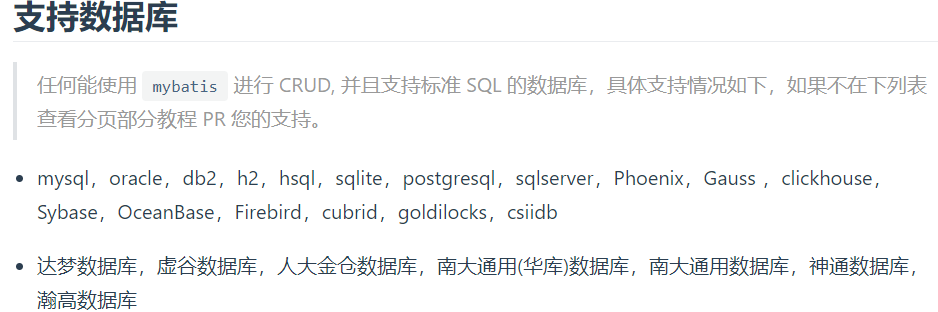 支持数据库
任何能使用 mybatis 进行 CRUD, 并且支持标准 SQL 的数据库，具体支持情况如下，如果不在下列表
查看分页部分教程 PR 您的支持。
mysql，oracle，db2，h2，hsql，sqlite，postgresql，sqlserver，Phoenix，Gauss ，clickhouse，
Sybase，OceanBase，Firebird，cubrid，goldilocks，csiidb
达梦数据库，虚谷数据库，人大金仓数据库，南大通用(华库)数据库，南大通用数据库，神通数据库，
瀚高数据库